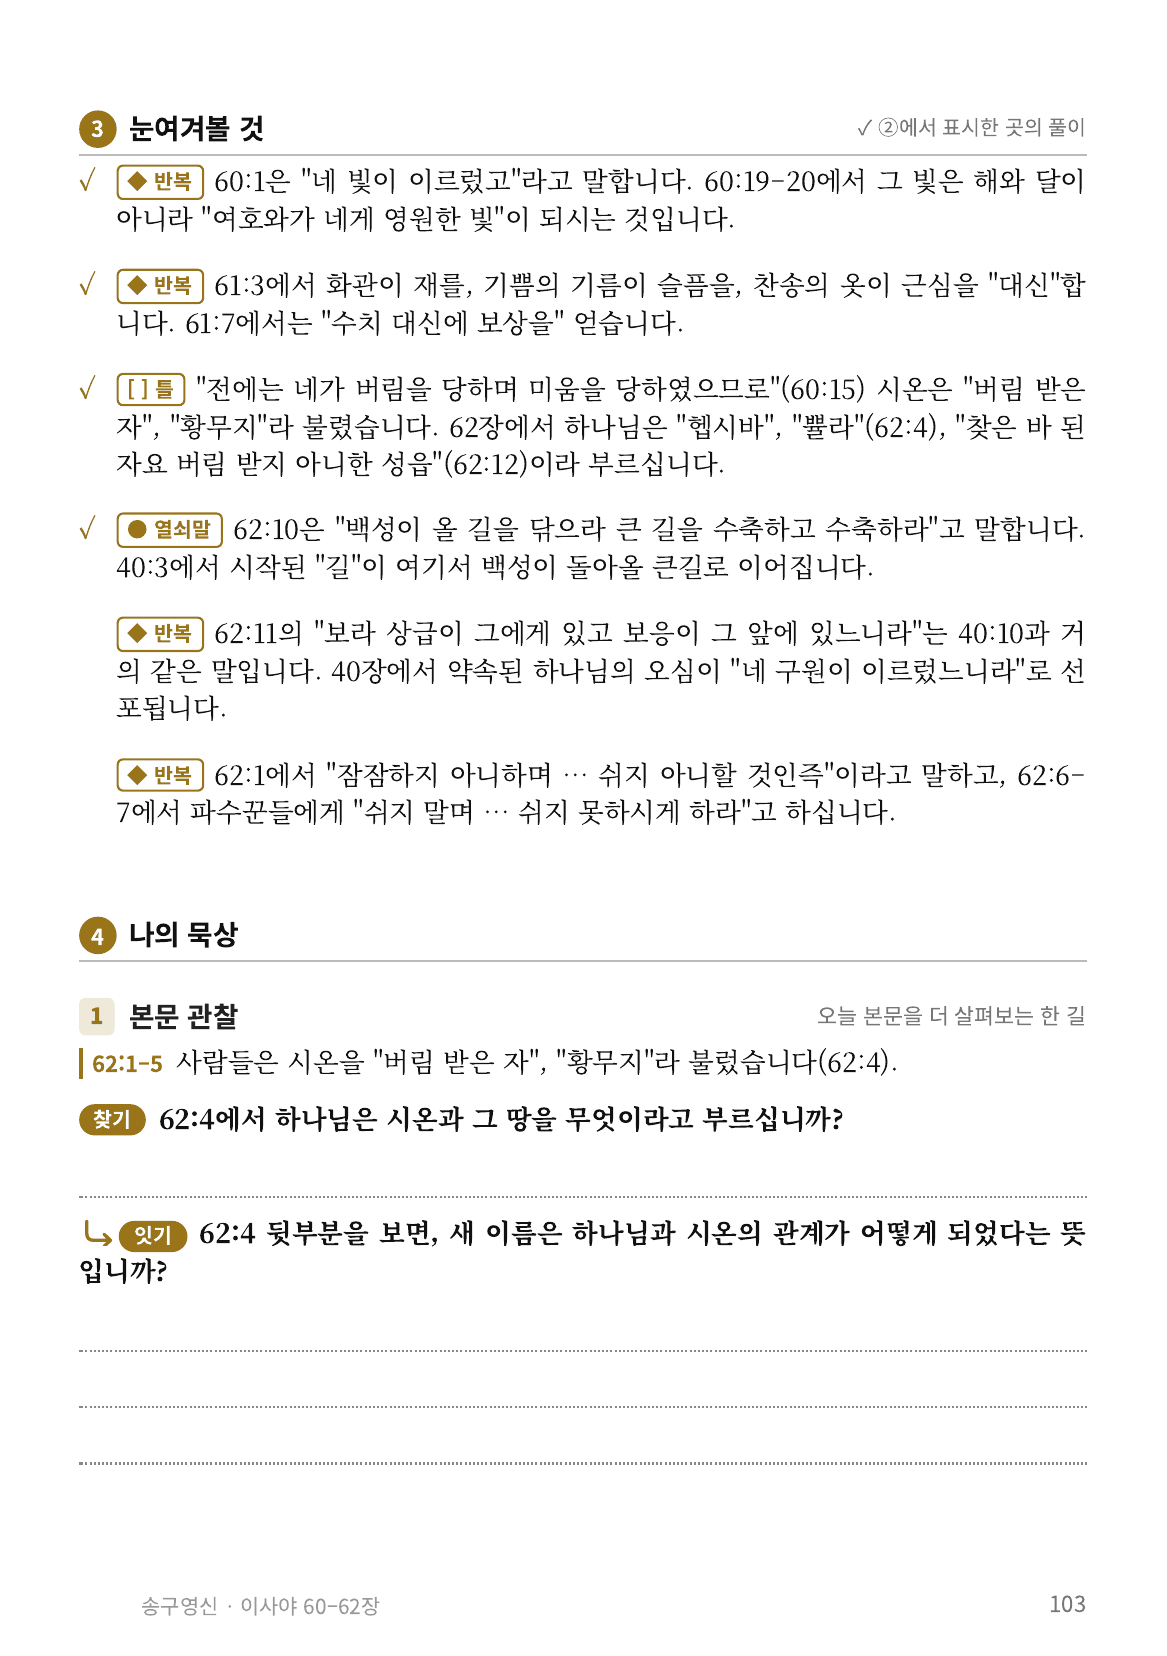 3 눈여겨볼 것 ✓ ②에서 표시한 곳의 풀이
✓ ◆ 반복 60:1은 "네 빛이 이르렀고"라고 말합니다. 60:19-20에서 그 빛은 해와 달이
아니라 "여호와가 네게 영원한 빛"이 되시는 것입니다.
✓ ◆ 반복 61:3에서 화관이 재를, 기쁨의 기름이 슬픔을, 찬송의 옷이 근심을 "대신"합
니다. 61:7에서는 "수치 대신에 보상을" 얻습니다.
✓ [ ] 틀 "전에는 네가 버림을 당하며 미움을 당하였으므로"(60:15) 시온은 "버림 받은
자", "황무지"라 불렸습니다. 62장에서 하나님은 "헵시바", "쁄라"(62:4), "찾은 바 된
자요 버림 받지 아니한 성읍"(62:12)이라 부르십니다.
✓ ● 열쇠말 62:10은 "백성이 올 길을 닦으라 큰 길을 수축하고 수축하라"고 말합니다.
40:3에서 시작된 "길"이 여기서 백성이 돌아올 큰길로 이어집니다.
◆ 반복 62:11의 "보라 상급이 그에게 있고 보응이 그 앞에 있느니라"는 40:10과 거
의 같은 말입니다. 40장에서 약속된 하나님의 오심이 "네 구원이 이르렀느니라"로 선
포됩니다.
◆ 반복 62:1에서 "잠잠하지 아니하며 … 쉬지 아니할 것인즉"이라고 말하고, 62:6-
7에서 파수꾼들에게 "쉬지 말며 … 쉬지 못하시게 하라"고 하십니다.
4 나의 묵상
1 본문 관찰 오늘 본문을 더 살펴보는 한 길
62:1-5 사람들은 시온을 "버림 받은 자", "황무지"라 불렀습니다(62:4).
찾기 62:4에서 하나님은 시온과 그 땅을 무엇이라고 부르십니까?
잇기 62:4 뒷부분을 보면, 새 이름은 하나님과 시온의 관계가 어떻게 되었다는 뜻
입니까?
송구영신 · 이사야 60-62장 103